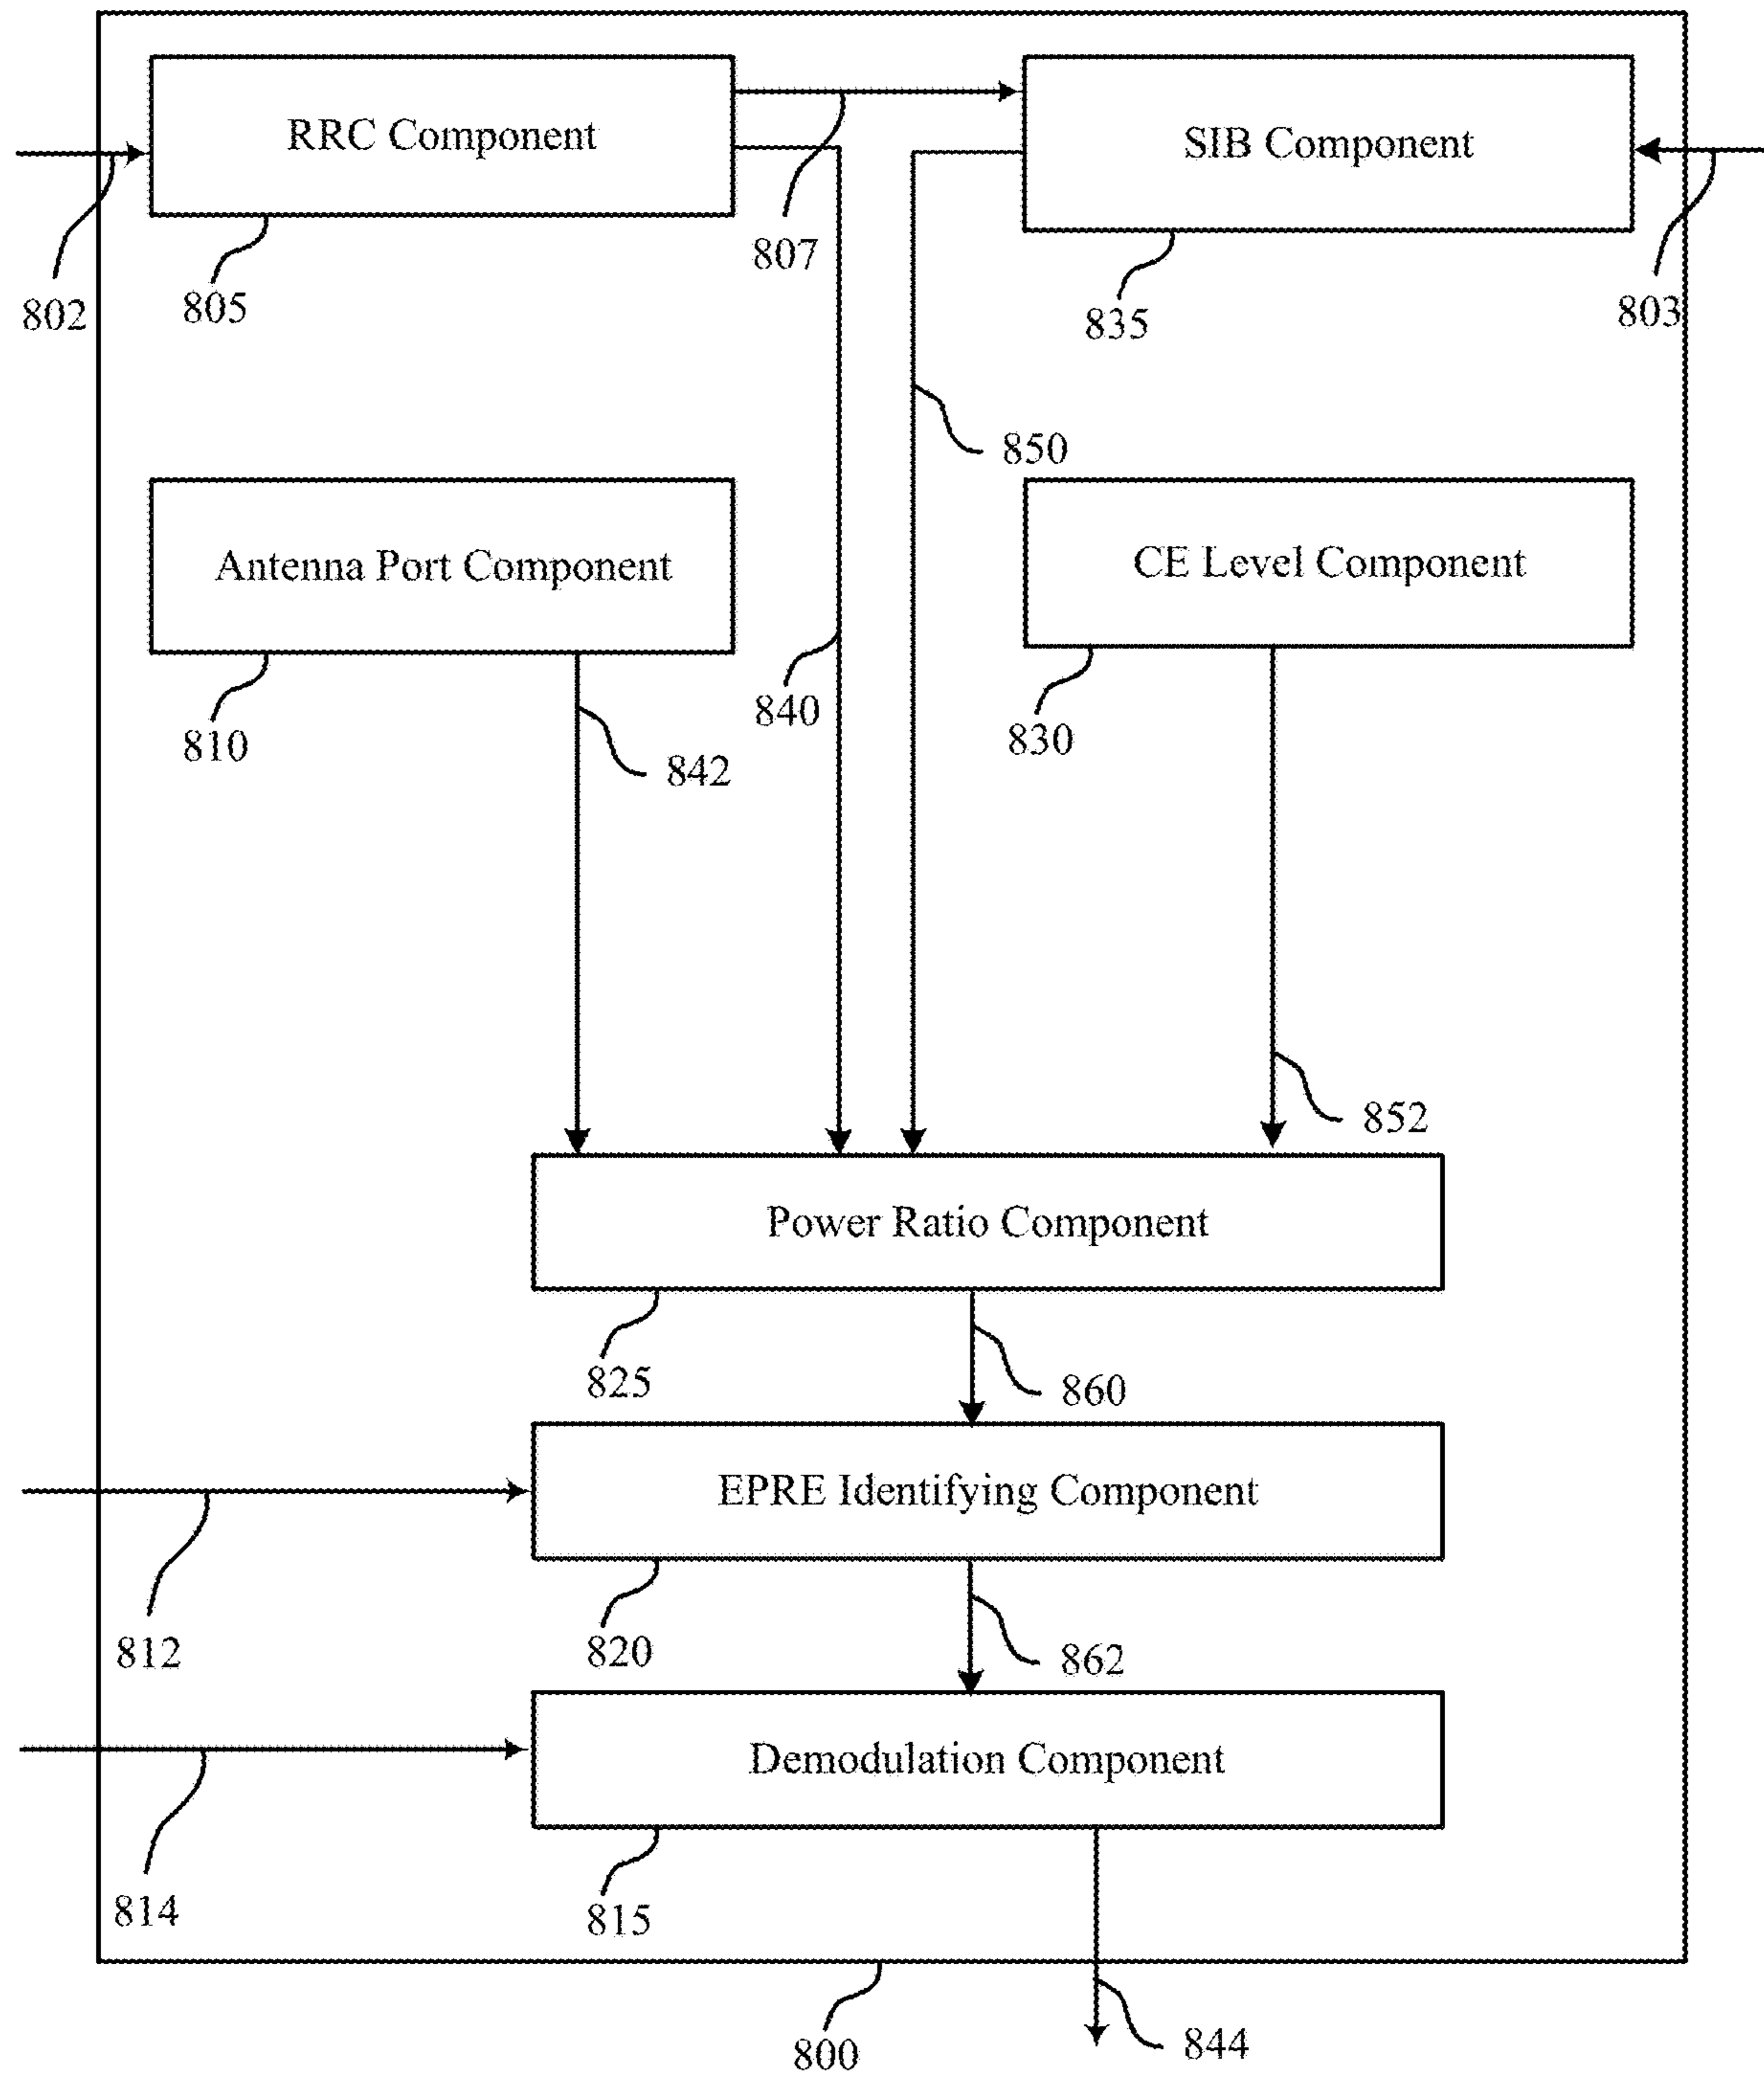 RRC Component
SIB Component
807
802
805
835
803
850
Antenna Port Component
CE Level Component
840
810
830
842
852
Power Ratio Component
825
860
EPRE Identifying Component
812
820
862
Demodulation Component
814
815
800
844